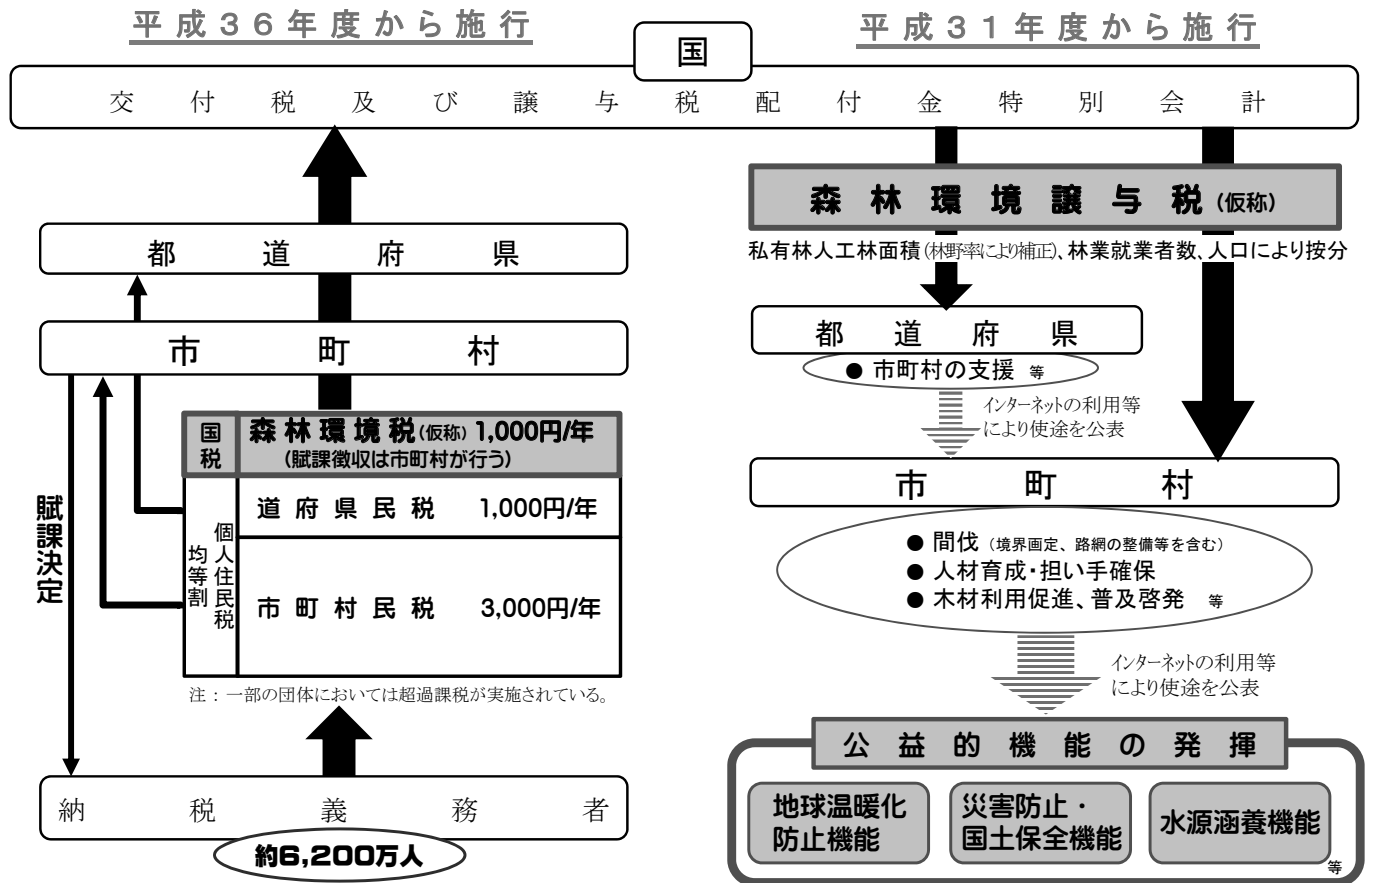 平成36年度から施行
平成31年度から施行
国
交付税及び譲与税配付金特別会計
都道府県
市町村
国税
森林環境税(仮称) 1,000円/年
(賦課徴収は市町村が行う)
個人住民税
均等割
道府県民税 1,000円/年
市町村民税 3,000円/年
賦課決定
注：一部の団体においては超過課税が実施されている。
納税義務者
約6,200万人
森林環境譲与税(仮称)
私有林人工林面積(林野率により補正)、林業就業者数、人口により按分
都道府県
● 市町村の支援 等
インターネットの利用等
により使途を公表
市町村
● 間伐（境界画定、路網の整備等を含む）
● 人材育成・担い手確保
● 木材利用促進、普及啓発 等
インターネットの利用等
により使途を公表
公益的機能の発揮
地球温暖化
防止機能
災害防止・
国土保全機能
水源涵養機能
等